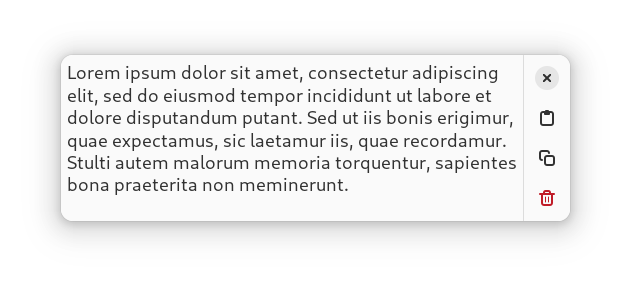 Lorem ipsum dolor sit amet, consectetur adipiscing
elit, sed do eiusmod tempor incididunt ut labore et
dolore disputandum putant. Sed ut iis bonis erigimur,
quae expectamus, sic laetamur iis, quae recordamur.
Stulti autem malorum memoria torquentur, sapientes
bona praeterita non meminerunt.